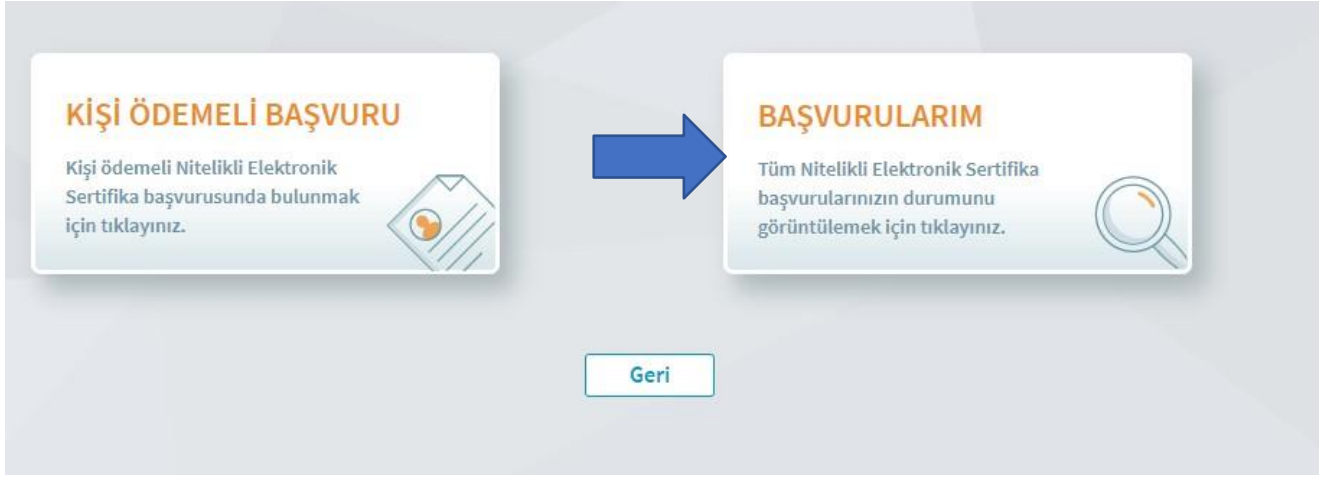 KİŞİ ÖDEMELİ BAŞVURU
Kişi ödemeli Nitelikli Elektronik
Sertifika başvurusunda bulunmak
için tıklayınız.
BAŞVURULARIM
Tüm Nitelikli Elektronik Sertifika
başvurularınızın durumunu
görüntülemek için tıklayınız.
Geri